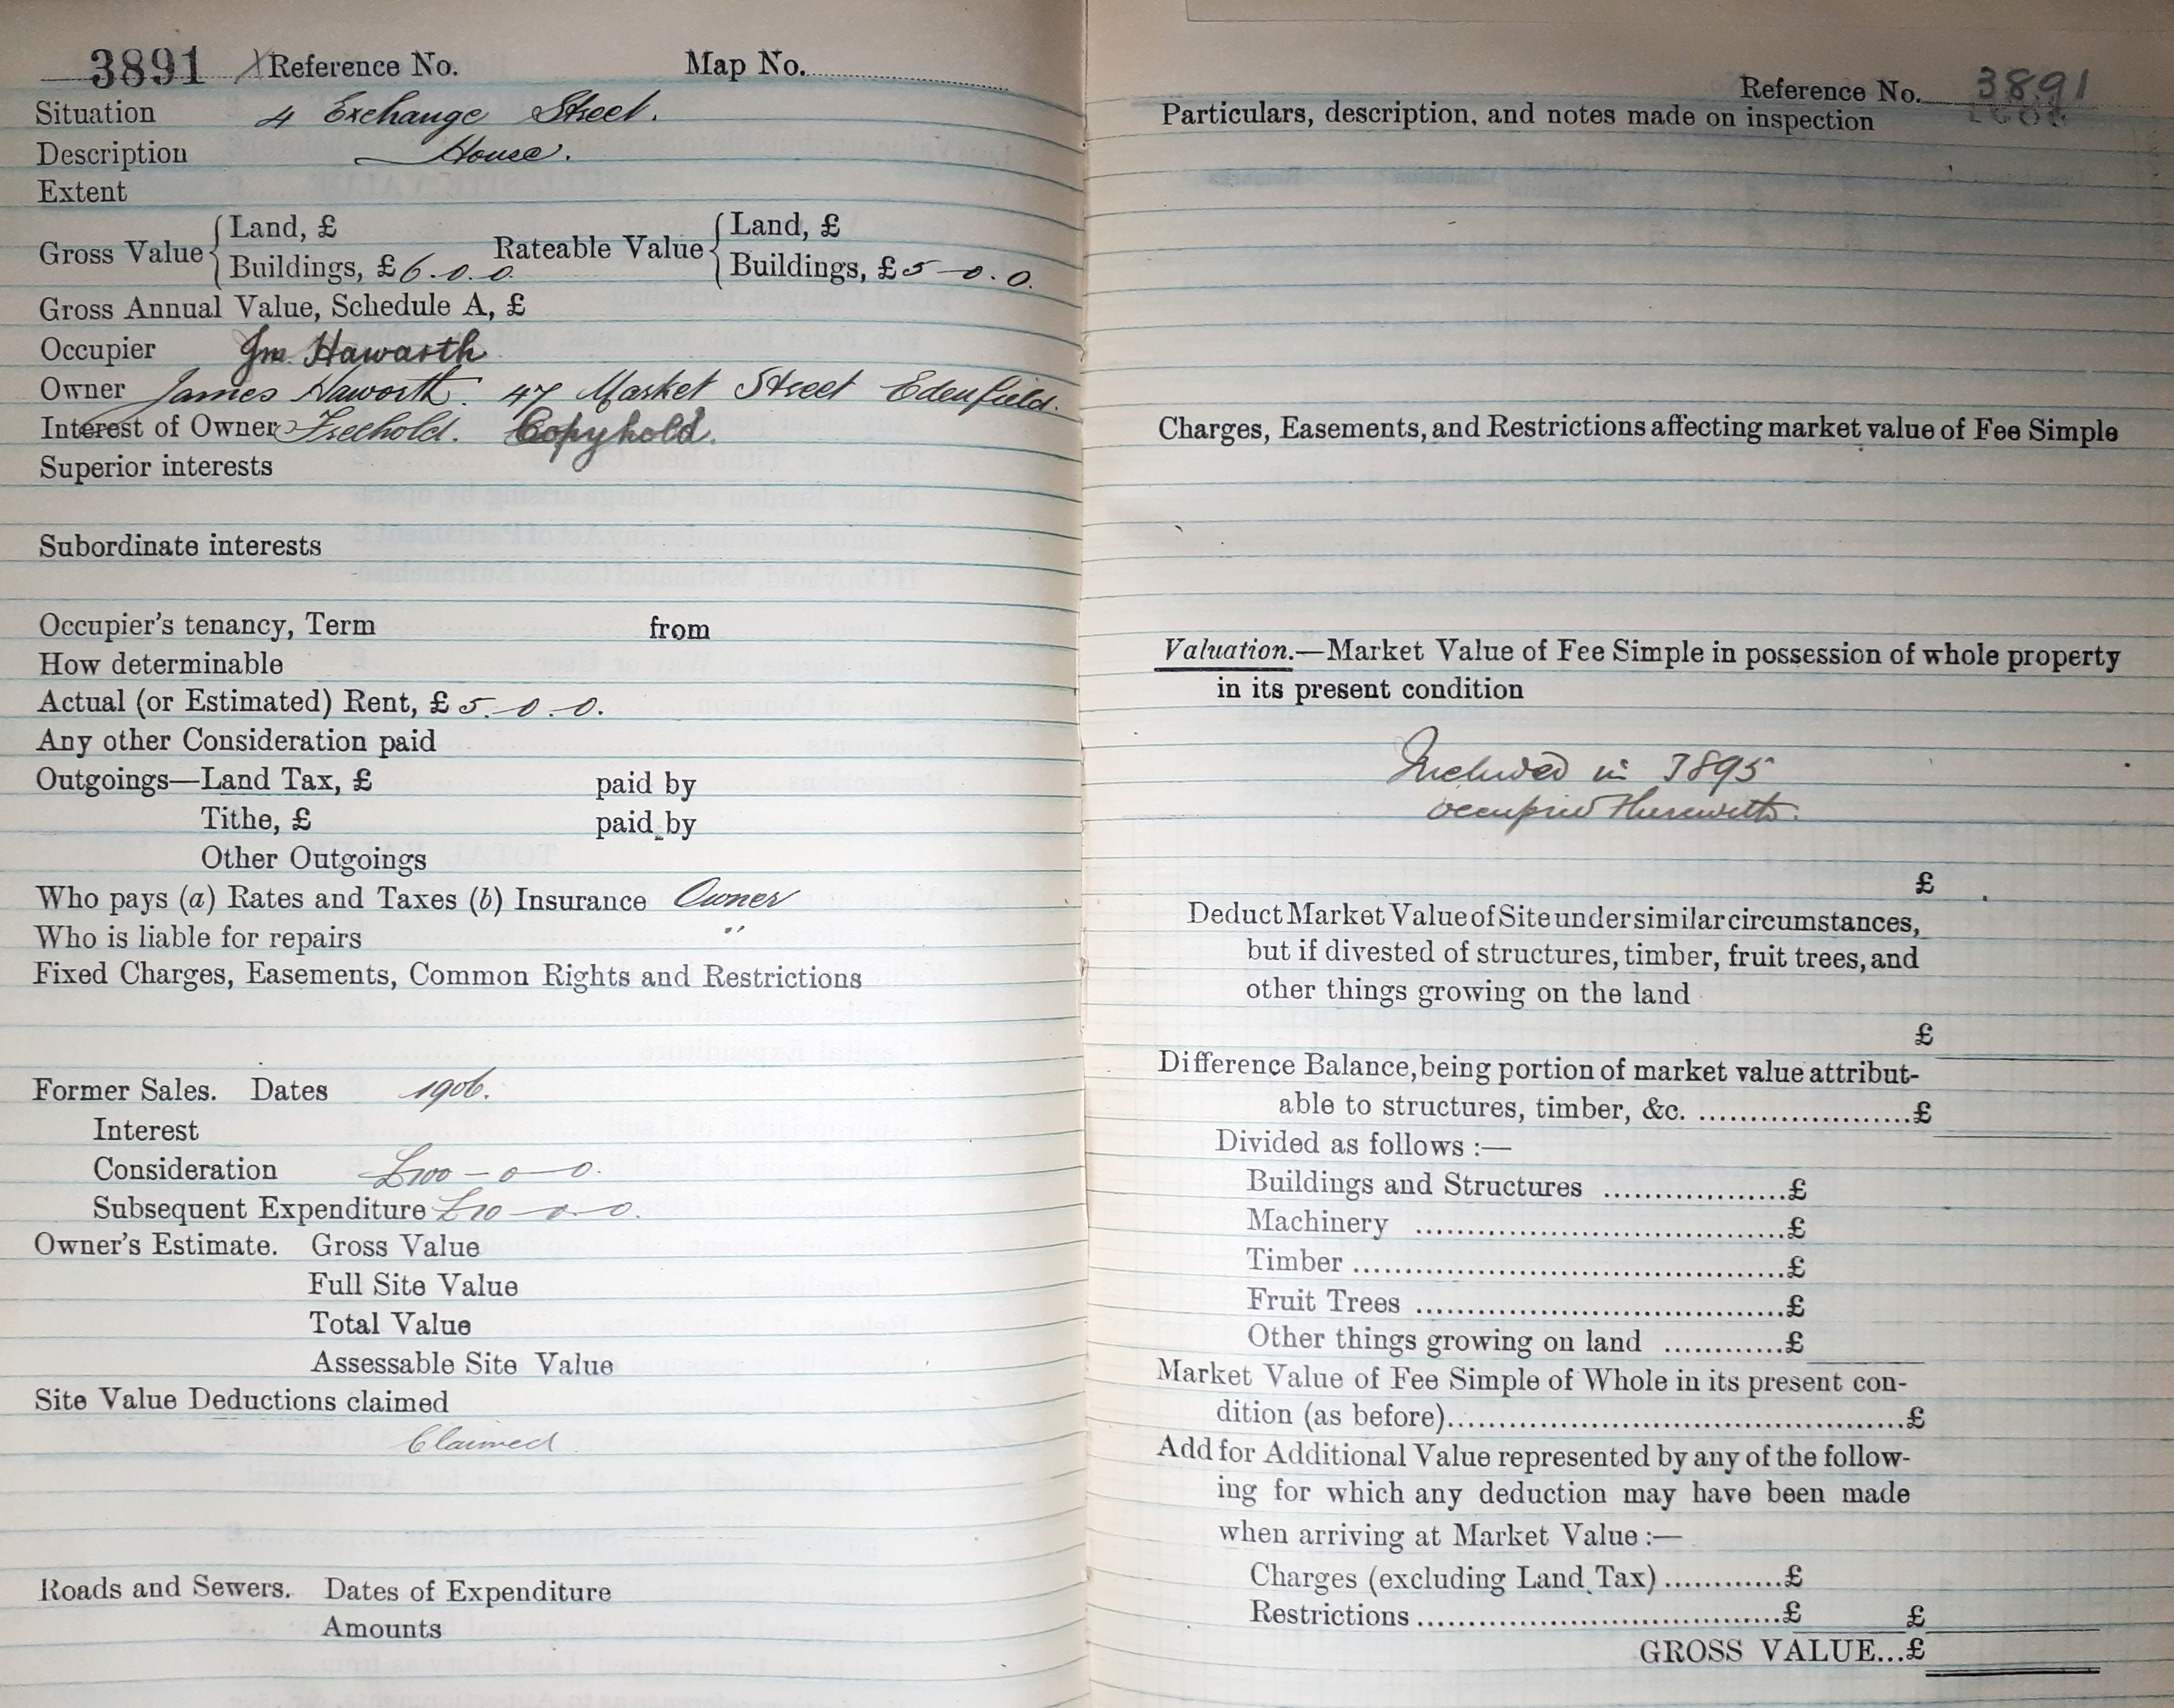 3891 Reference No. Map No.
Situation 4 Exchange Street.
Description House.
Extent
Gross Value { Land, £ Rateable Value { Land, £
Buildings, £ 6.0.0. Buildings, £ 5-0.0.
Gross Annual Value, Schedule A, £
Occupier Jm. Hawarth
Owner James Haworth. 47 Market Street Edenfield.
Interest of Owner Freehold. Copyhold.
Superior interests
Subordinate interests
Occupier's tenancy, Term from
How determinable
Actual (or Estimated) Rent, £ 5.0.0.
Any other Consideration paid
Outgoings—Land Tax, £ paid by
Tithe, £ paid by
Other Outgoings
Who pays (a) Rates and Taxes (b) Insurance Owner
Who is liable for repairs "
Fixed Charges, Easements, Common Rights and Restrictions
Former Sales. Dates 1906.
Interest
Consideration £100-0-0.
Subsequent Expenditure £10-0-0.
Owner's Estimate. Gross Value
Full Site Value
Total Value
Assessable Site Value
Site Value Deductions claimed
Claimed
Roads and Sewers. Dates of Expenditure
Amounts
Reference No. 3891
Particulars, description, and notes made on inspection
Charges, Easements, and Restrictions affecting market value of Fee Simple
Valuation.—Market Value of Fee Simple in possession of whole property
in its present condition
Included in 3895
occupied therewith.
£
Deduct Market Value of Site under similar circumstances,
but if divested of structures, timber, fruit trees, and
other things growing on the land
£
Difference Balance, being portion of market value attribut-
able to structures, timber, &c. ........................£
Divided as follows :—
Buildings and Structures ....................£
Machinery ........................................£
Timber ..............................................£
Fruit Trees ........................................£
Other things growing on land ............£
Market Value of Fee Simple of Whole in its present con-
dition (as before)..................................................£
Add for Additional Value represented by any of the follow-
ing for which any deduction may have been made
when arriving at Market Value :—
Charges (excluding Land Tax) ............£
Restrictions ........................................£ £
GROSS VALUE...£